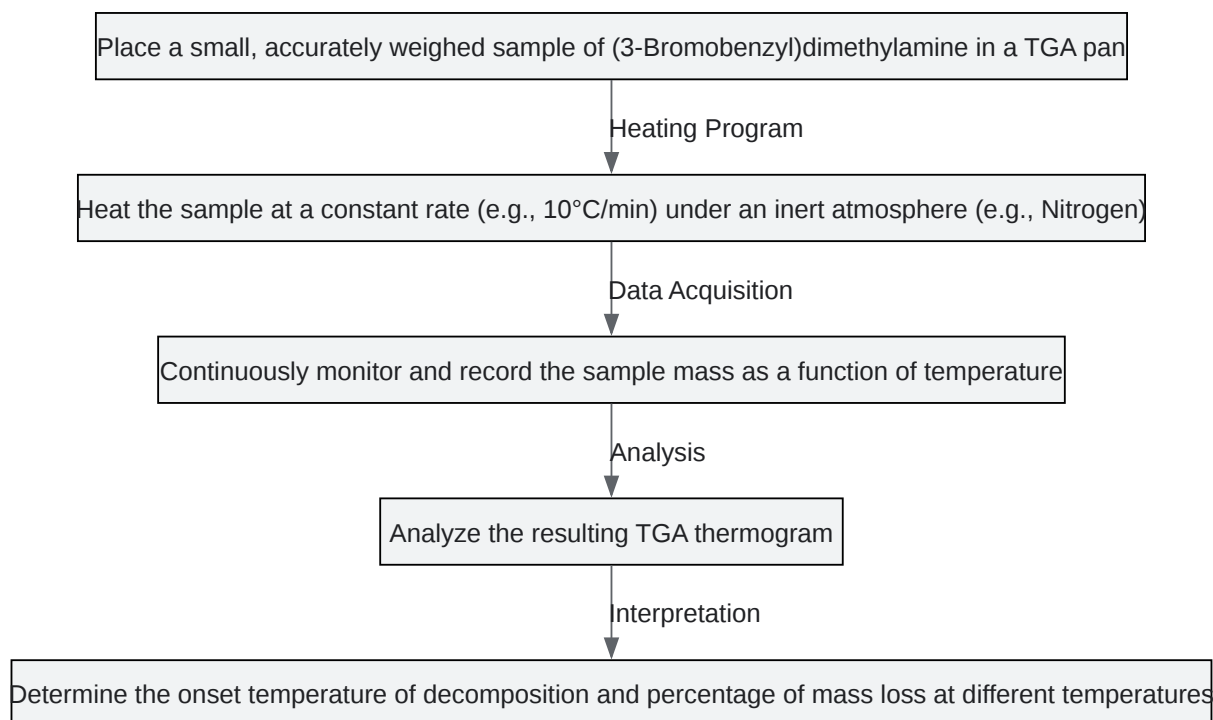 Place a small, accurately weighed sample of (3-Bromobenzyl)dimethylamine in a TGA pan
Heating Program
Heat the sample at a constant rate (e.g., 10°C/min) under an inert atmosphere (e.g., Nitrogen)
Data Acquisition
Continuously monitor and record the sample mass as a function of temperature
Analysis
Analyze the resulting TGA thermogram
Interpretation
Determine the onset temperature of decomposition and percentage of mass loss at different temperatures